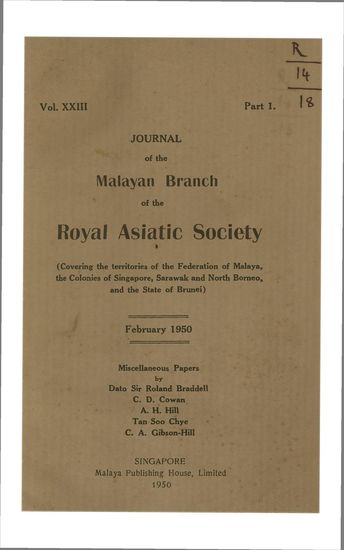 R
14
18
Vol. XXIII Part 1.
JOURNAL
of the
Malayan Branch
of the
Royal Asiatic Society
(Covering the territories of the Federation of Malaya,
the Colonies of Singapore, Sarawak and North Borneo,
and the State of Brunei)
February 1950
Miscellaneous Papers
by
Dato Sir Roland Braddell
C. D. Cowan
A. H. Hill
Tan Soo Chye
C. A. Gibson-Hill
SINGAPORE
Malaya Publishing House, Limited
1950